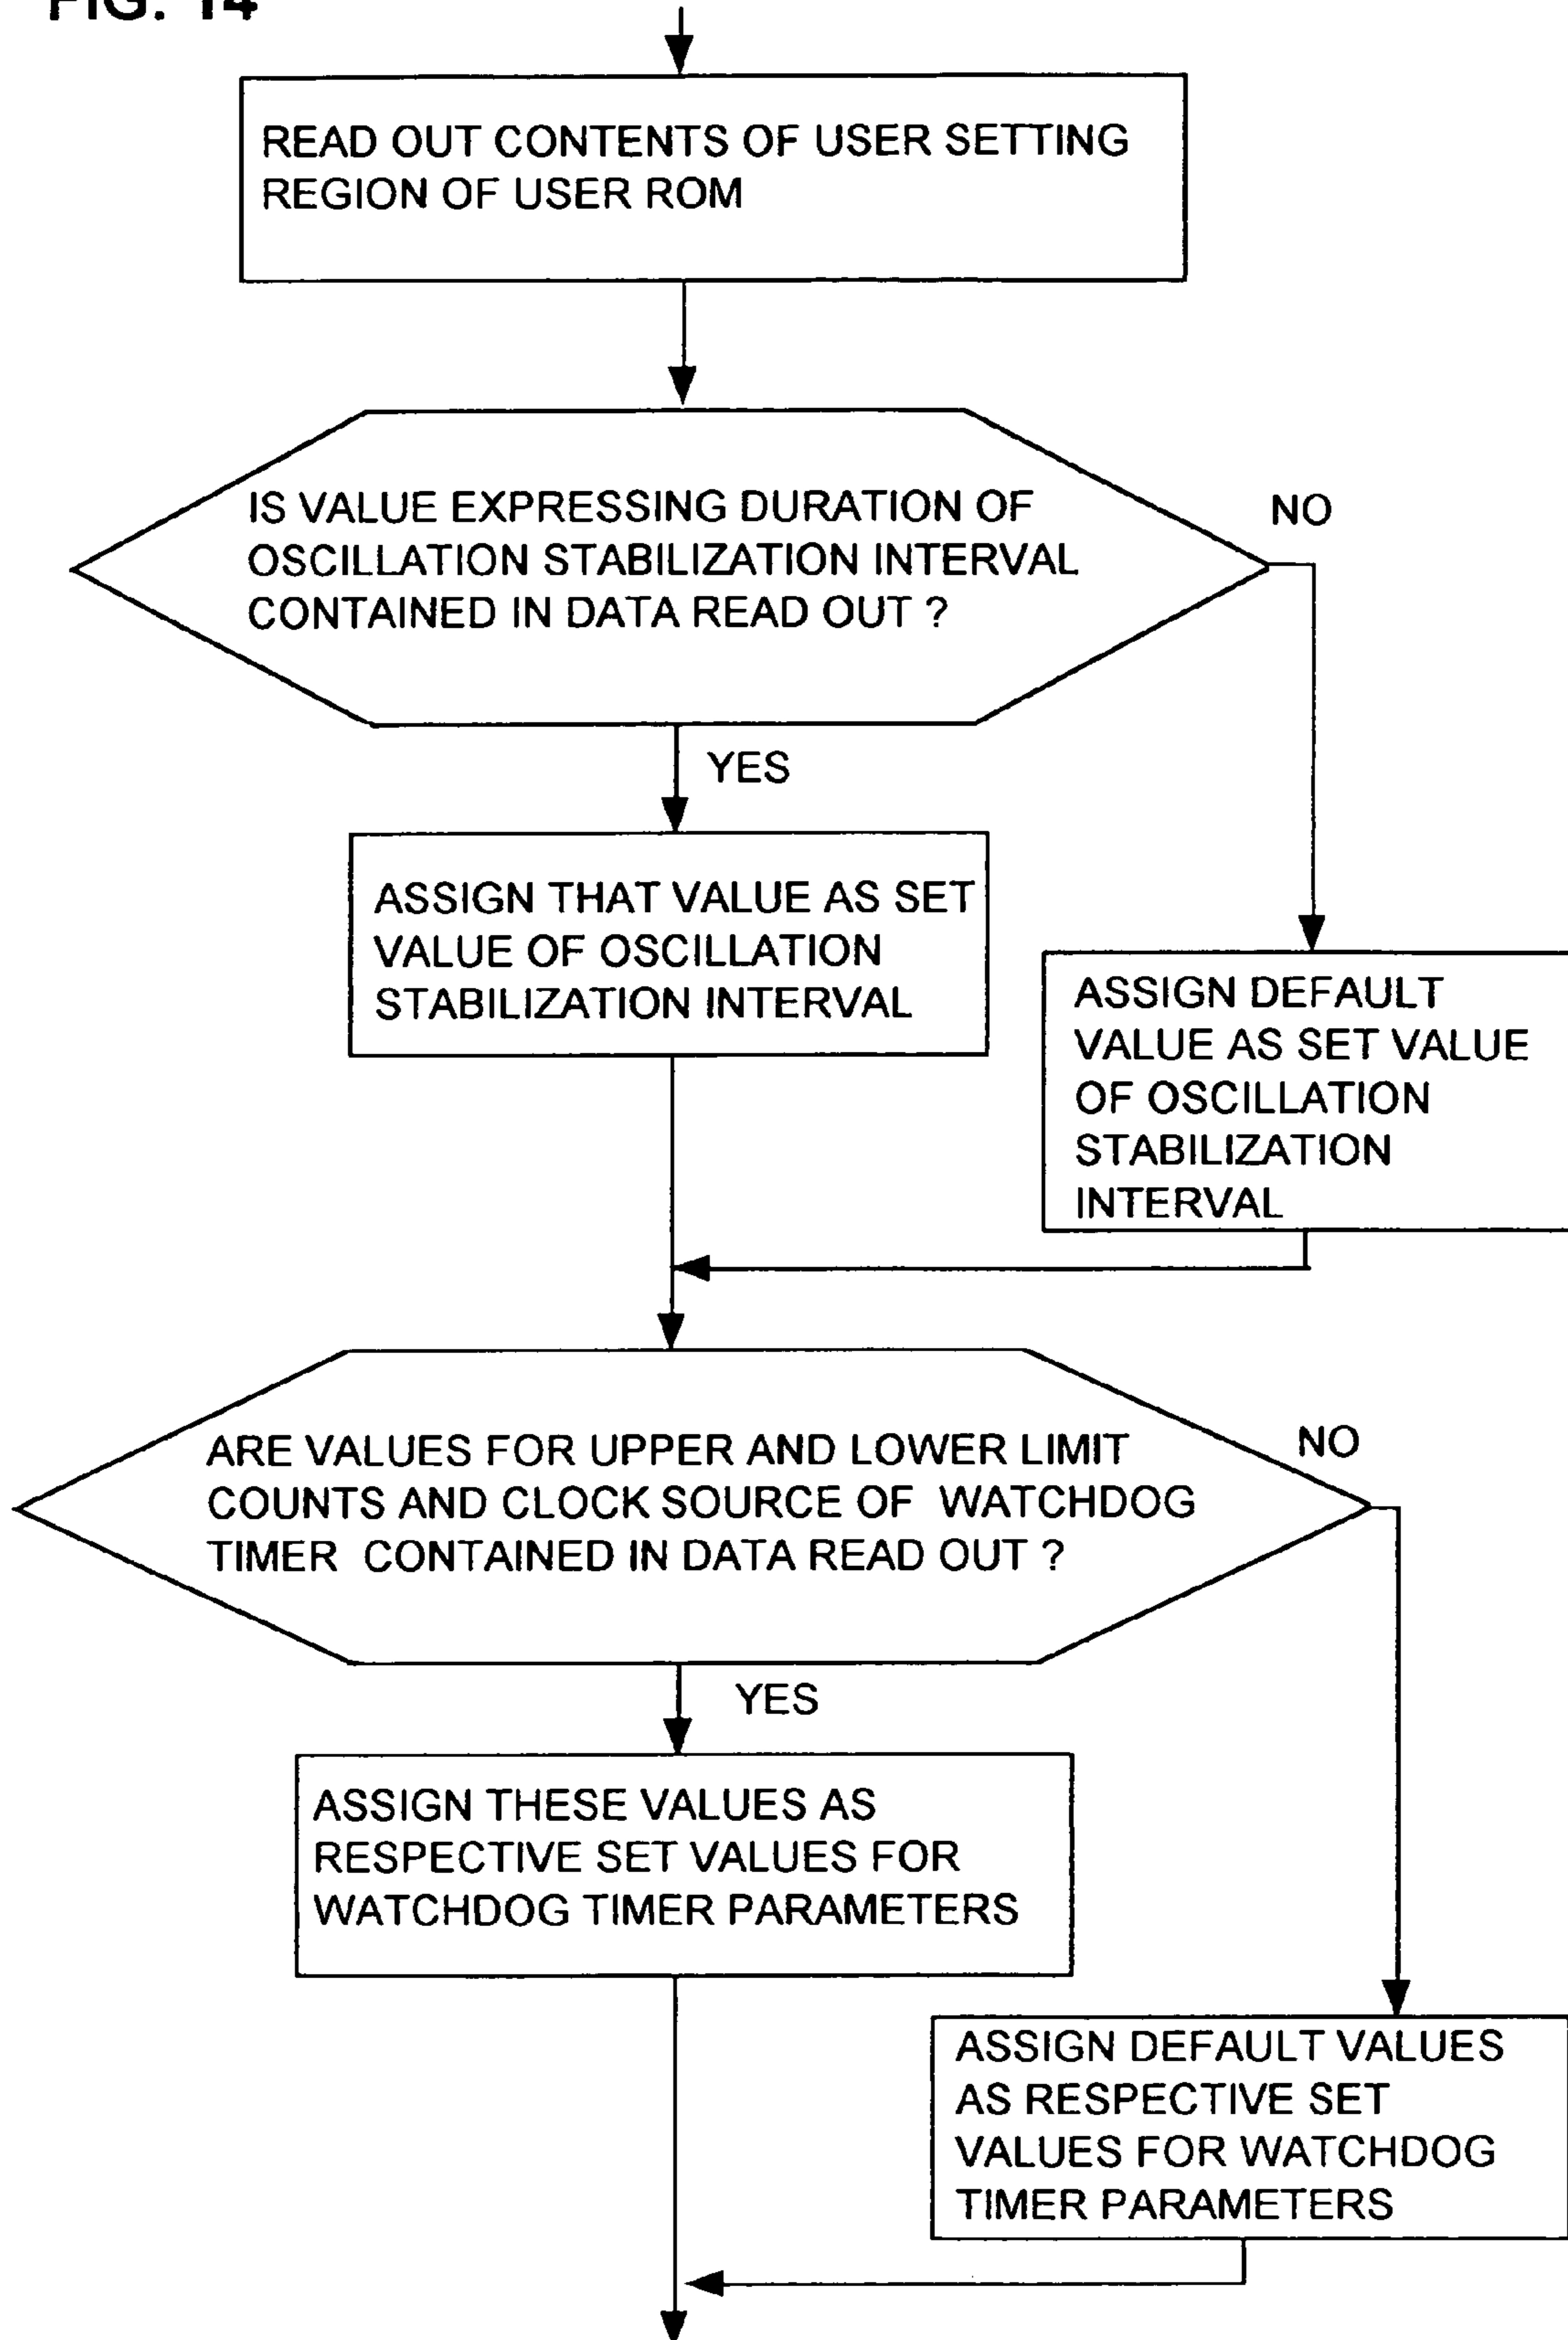 FIG. 14
READ OUT CONTENTS OF USER SETTING
REGION OF USER ROM
IS VALUE EXPRESSING DURATION OF
OSCILLATION STABILIZATION INTERVAL
CONTAINED IN DATA READ OUT ?
NO
YES
ASSIGN THAT VALUE AS SET
VALUE OF OSCILLATION
STABILIZATION INTERVAL
ASSIGN DEFAULT
VALUE AS SET VALUE
OF OSCILLATION
STABILIZATION
INTERVAL
ARE VALUES FOR UPPER AND LOWER LIMIT
COUNTS AND CLOCK SOURCE OF WATCHDOG
TIMER CONTAINED IN DATA READ OUT ?
NO
YES
ASSIGN THESE VALUES AS
RESPECTIVE SET VALUES FOR
WATCHDOG TIMER PARAMETERS
ASSIGN DEFAULT VALUES
AS RESPECTIVE SET
VALUES FOR WATCHDOG
TIMER PARAMETERS